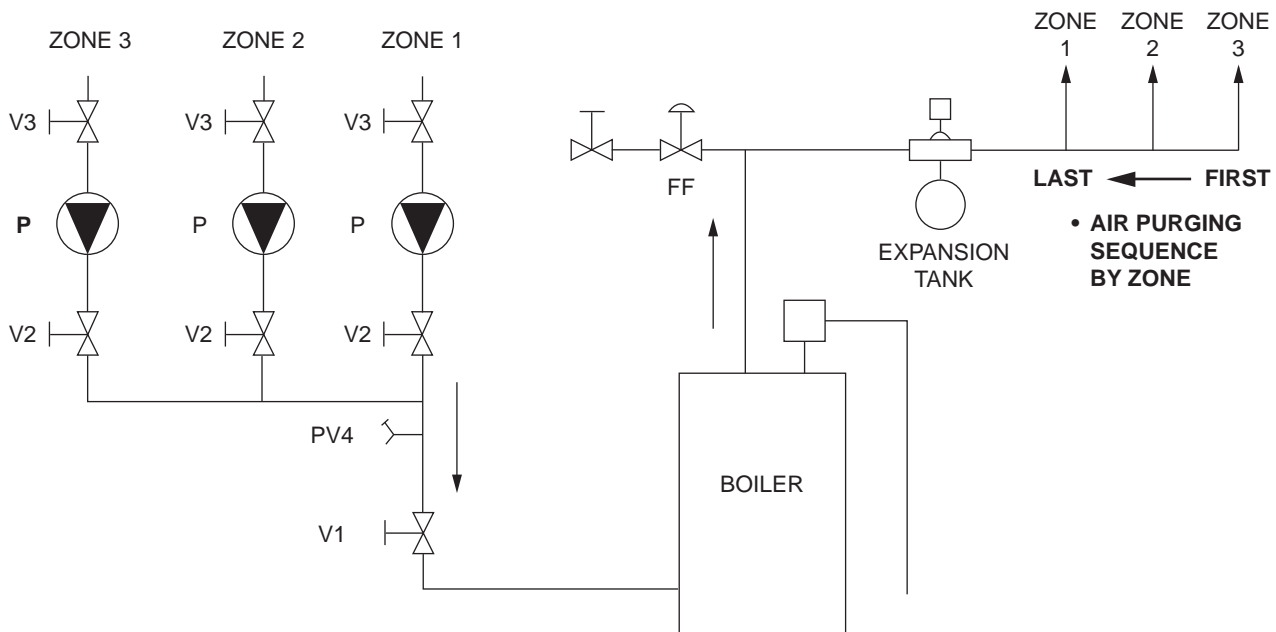 ZONE 3
ZONE 2
ZONE 1
ZONE
1
ZONE
2
ZONE
3
V3
V3
V3
FF
LAST
FIRST
P
P
P
• AIR PURGING
SEQUENCE
BY ZONE
EXPANSION
TANK
V2
V2
V2
PV4
BOILER
V1